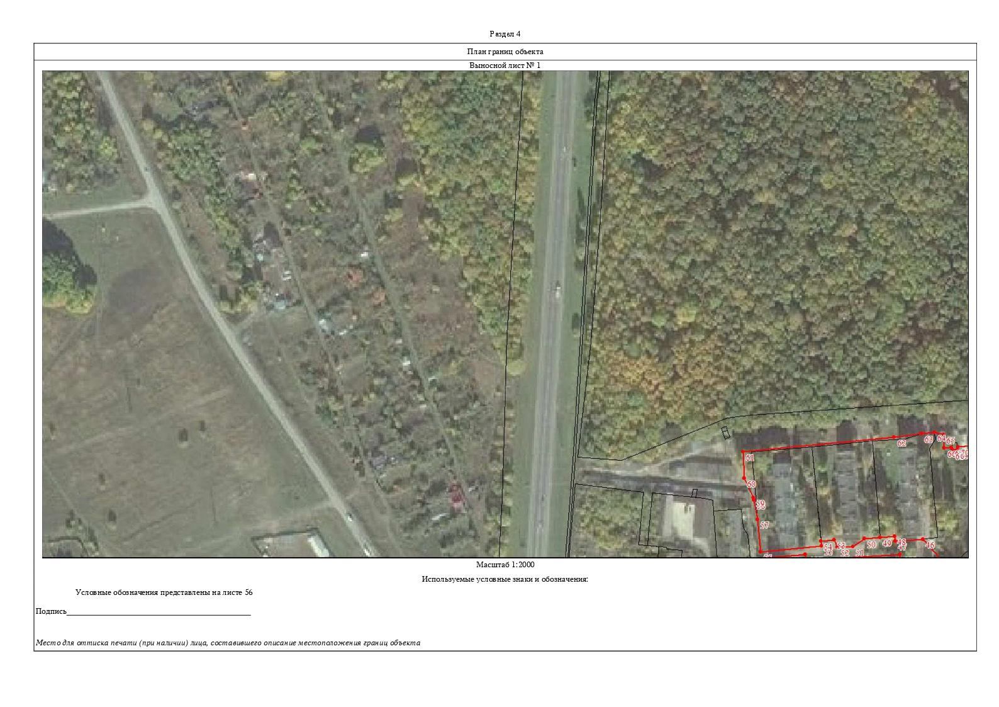 Раздел 4
План границ объекта
Выносной лист № 1
62
63
64
65
61
60
59
57
54
53
52
51
50
49
48
47
46
Масштаб 1:2000
Используемые условные знаки и обозначения:
Условные обозначения представлены на листе 56
Подпись
Место для оттиска печати (при наличии) лица, составившего описание местоположения границ объекта